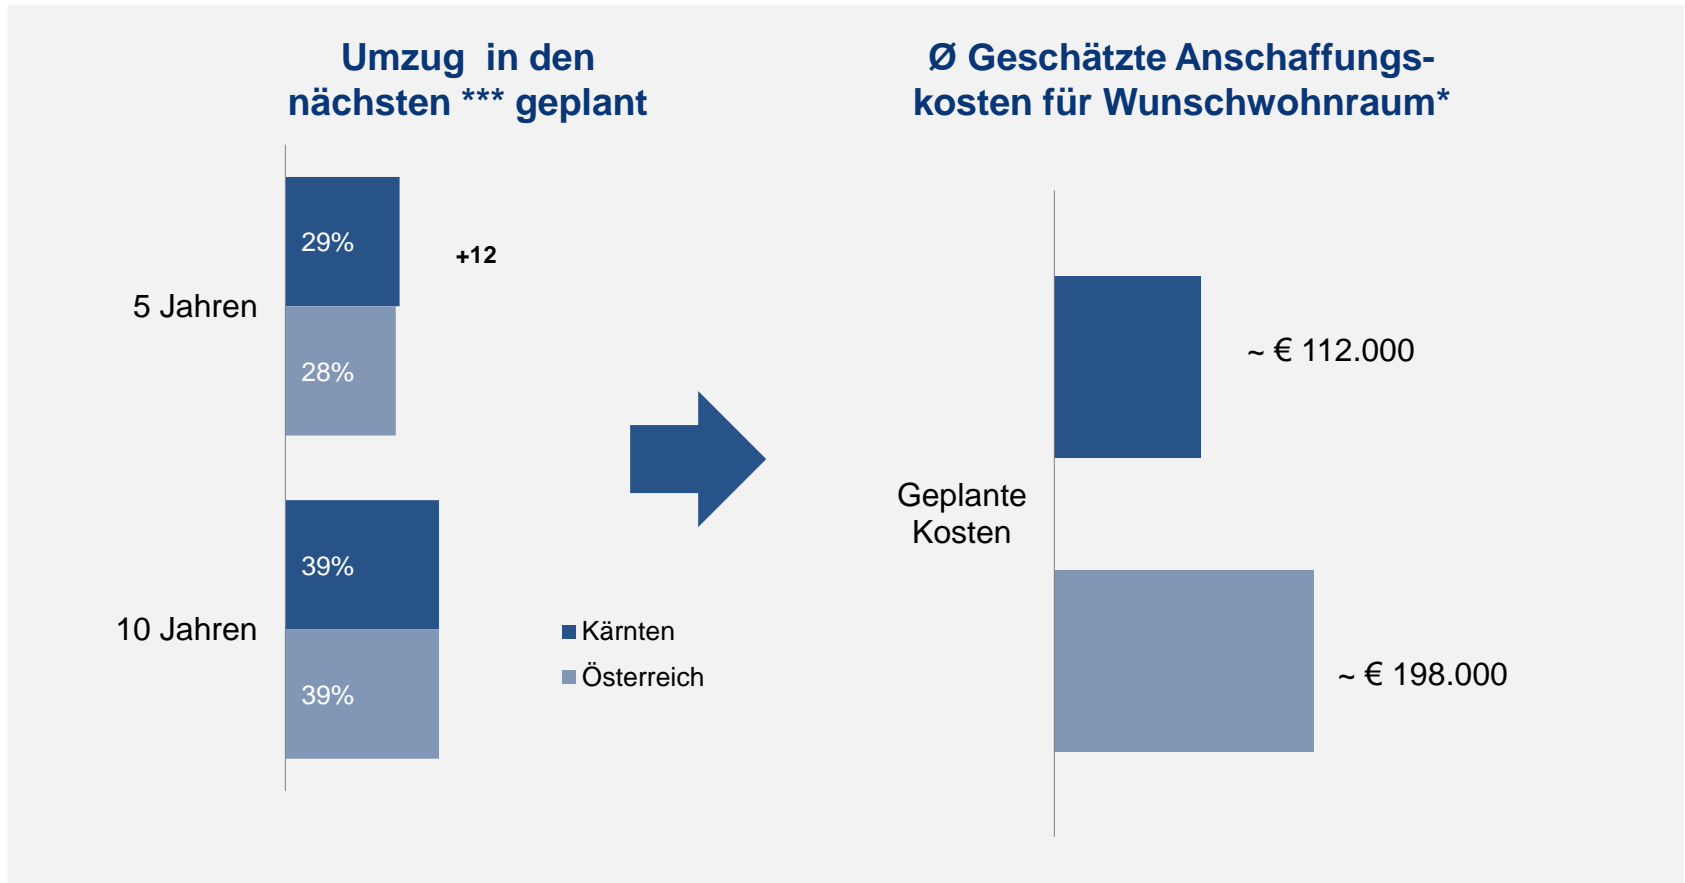 Umzug in den
nächsten *** geplant
29%
+12
5 Jahren
28%
39%
10 Jahren
39%
Kärnten
Österreich
Ø Geschätzte Anschaffungs-
kosten für Wunschwohnraum*
~ € 112.000
Geplante
Kosten
~ € 198.000